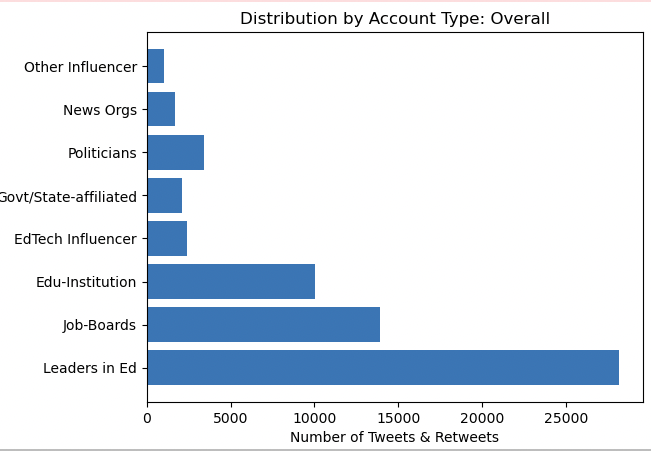 Distribution by Account Type: Overall
Other Influencer
News Orgs
Politicians
Govt/State-affiliated
EdTech Influencer
Edu-Institution
Job-Boards
Leaders in Ed
0 5000 10000 15000 20000 25000
Number of Tweets & Retweets